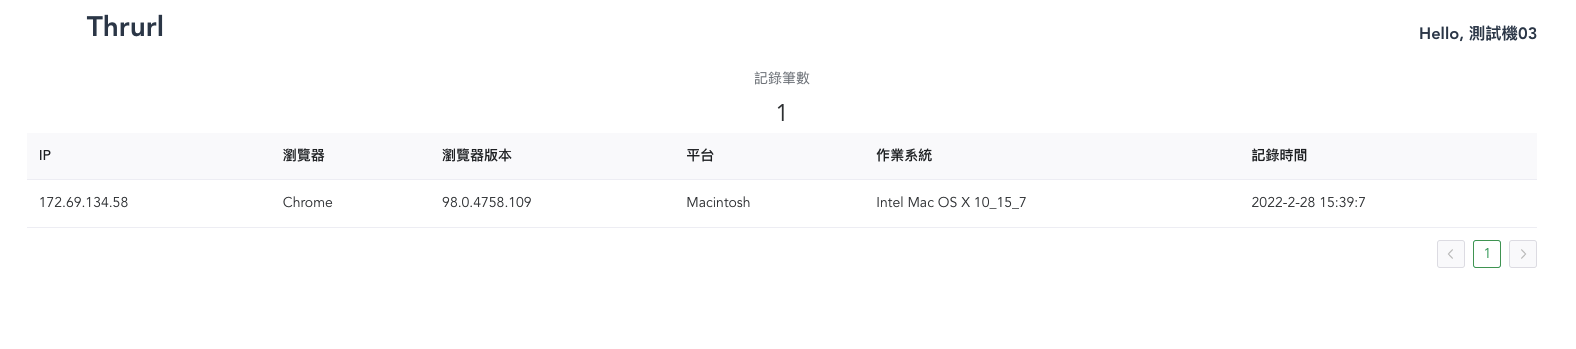 Thrurl
Hello, 測試機03
記錄筆數
1
IP 瀏覽器 瀏覽器版本 平台 作業系統 記錄時間
172.69.134.58 Chrome 98.0.4758.109 Macintosh Intel Mac OS X 10_15_7 2022-2-28 15:39:7
1